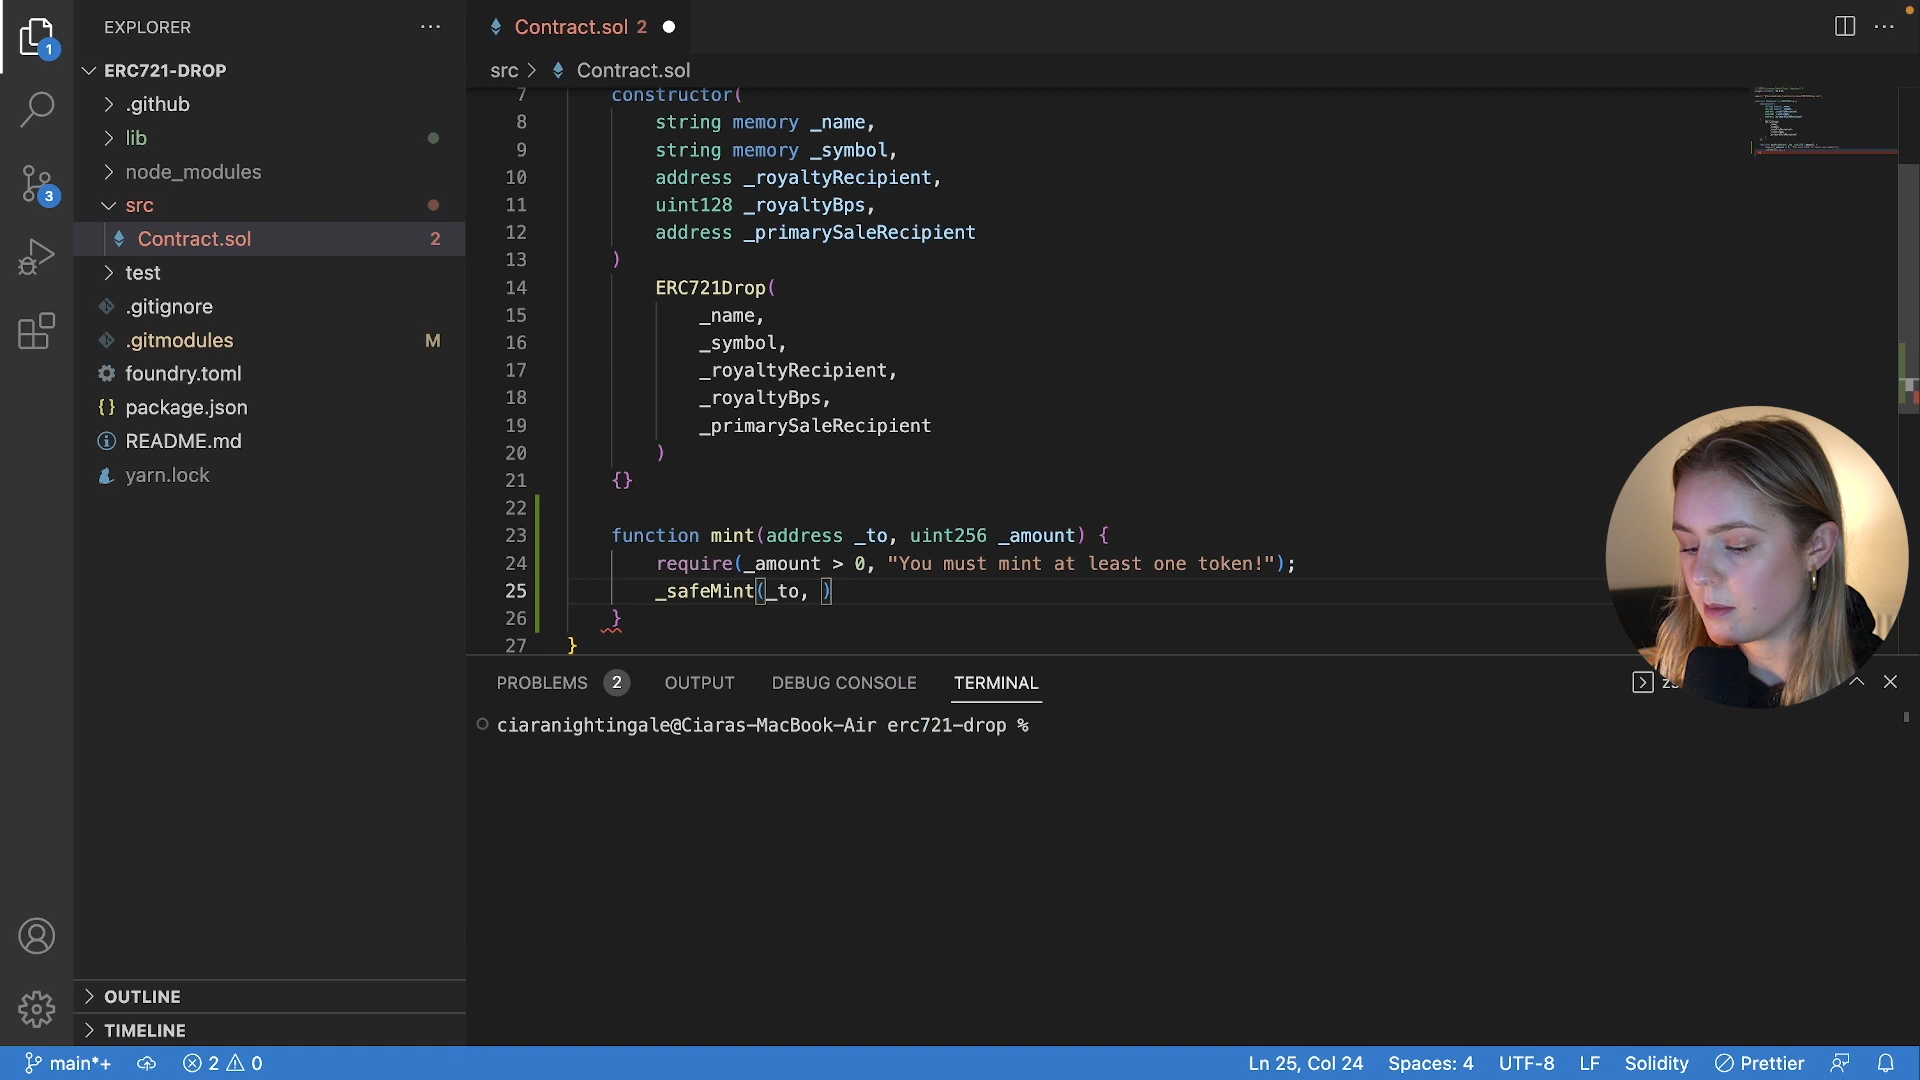 EXPLORER
ERC721-DROP
.github
lib
node_modules
src
Contract.sol 2
test
.gitignore
.gitmodules M
foundry.toml
package.json
README.md
yarn.lock
OUTLINE
TIMELINE
1
3
Contract.sol 2
src > Contract.sol
7 constructor(
8 string memory _name,
9 string memory _symbol,
10 address _royaltyRecipient,
11 uint128 _royaltyBps,
12 address _primarySaleRecipient
13 )
14 ERC721Drop(
15 _name,
16 _symbol,
17 _royaltyRecipient,
18 _royaltyBps,
19 _primarySaleRecipient
20 )
21 {}
22
23 function mint(address _to, uint256 _amount) {
24 require(_amount > 0, "You must mint at least one token!");
25 _safeMint(_to, )
26 }
27 }
PROBLEMS 2 OUTPUT DEBUG CONSOLE TERMINAL
ciaranightingale@Ciaras-MacBook-Air erc721-drop %
main*+ 2 0 Ln 25, Col 24 Spaces: 4 UTF-8 LF Solidity Prettier